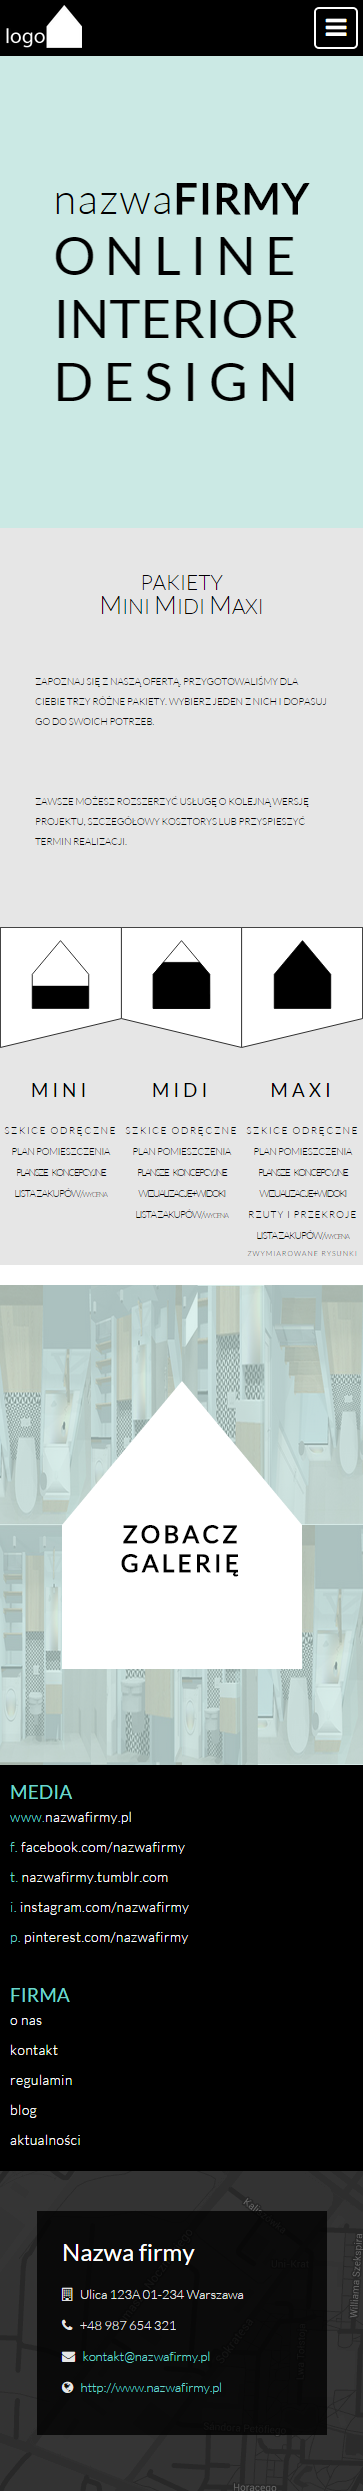 logo
nazwaFIRMY
ONLINE
INTERIOR
DESIGN
PAKIETY
MINI MIDI MAXI
ZAPOZNAJ SIĘ Z NASZĄ OFERTĄ. PRZYGOTOWALIŚMY DLA
CIEBIE TRZY RÓŻNE PAKIETY. WYBIERZ JEDEN Z NICH I DOPASUJ
GO DO SWOICH POTRZEB.
ZAWSZE MOŻESZ ROZSZERZYĆ USŁUGĘ O KOLEJNĄ WERSJĘ
PROJEKTU, SZCZEGÓŁOWY KOSZTORYS LUB PRZYSPIESZYĆ
TERMIN REALIZACJI.
MINI
SZKICE ODRĘCZNE
PLAN POMIESZCZENIA
PLANSZE KONCEPCYJNE
LISTA ZAKUPÓW/WYCENA
MIDI
SZKICE ODRĘCZNE
PLAN POMIESZCZENIA
PLANSZE KONCEPCYJNE
WIZUALIZACJE+WIDOKI
LISTA ZAKUPÓW/WYCENA
MAXI
SZKICE ODRĘCZNE
PLAN POMIESZCZENIA
PLANSZE KONCEPCYJNE
WIZUALIZACJE+WIDOKI
RZUTY I PRZEKROJE
LISTA ZAKUPÓW/WYCENA
ZWYMIAROWANE RYSUNKI
ZOBACZ
GALERIĘ
MEDIA
www.nazwafirmy.pl
f. facebook.com/nazwafirmy
t. nazwafirmy.tumblr.com
i. instagram.com/nazwafirmy
p. pinterest.com/nazwafirmy
FIRMA
o nas
kontakt
regulamin
blog
aktualności
Nazwa firmy
Ulica 123A 01-234 Warszawa
+48 987 654 321
kontakt@nazwafirmy.pl
http://www.nazwafirmy.pl
Williama Szekspira
Horacego